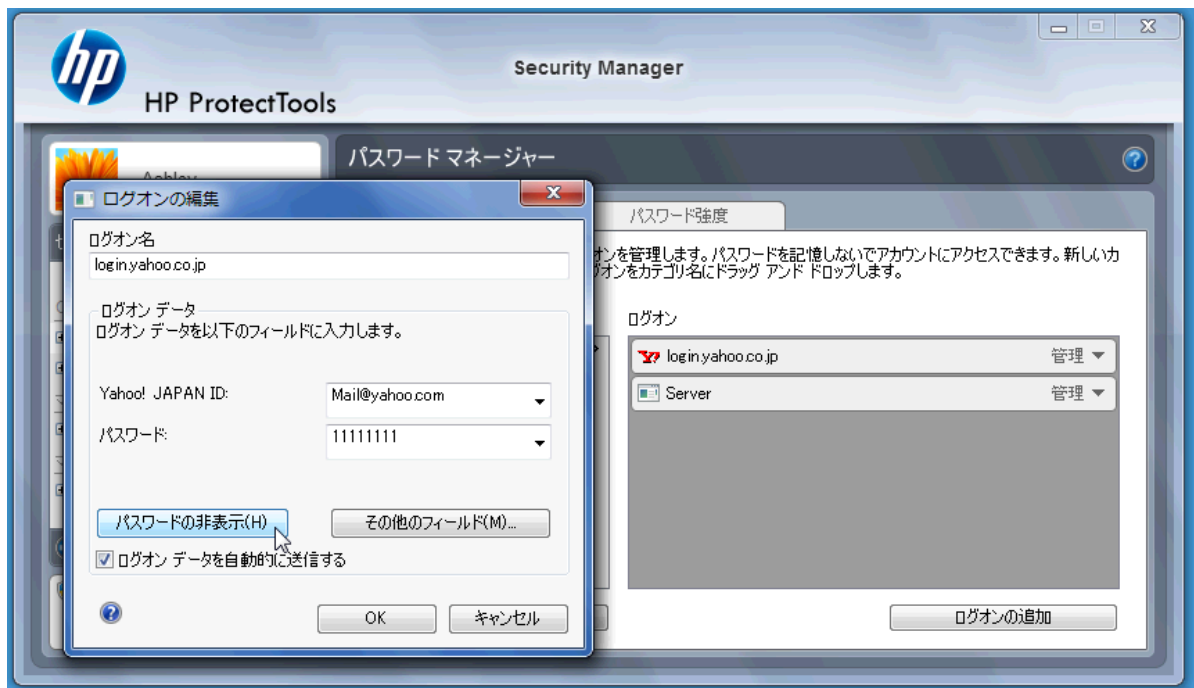 hp
HP ProtectTools
Security Manager
パスワード マネージャー
Ashley
ログオンの編集
ログオン名
login.yahoo.co.jp
ログオン データ
ログオン データを以下のフィールドに入力します。
Yahoo! JAPAN ID:
Mail@yahoo.com
パスワード:
11111111
パスワードの非表示(H)
その他のフィールド(M)...
ログオン データを自動的に送信する
OK
キャンセル
パスワード強度
オンを管理します。パスワードを記憶しないでアカウントにアクセスできます。新しいカ
グオンをカテゴリ名にドラッグ アンド ドロップします。
ログオン
login.yahoo.co.jp
管理
Server
管理
ログオンの追加